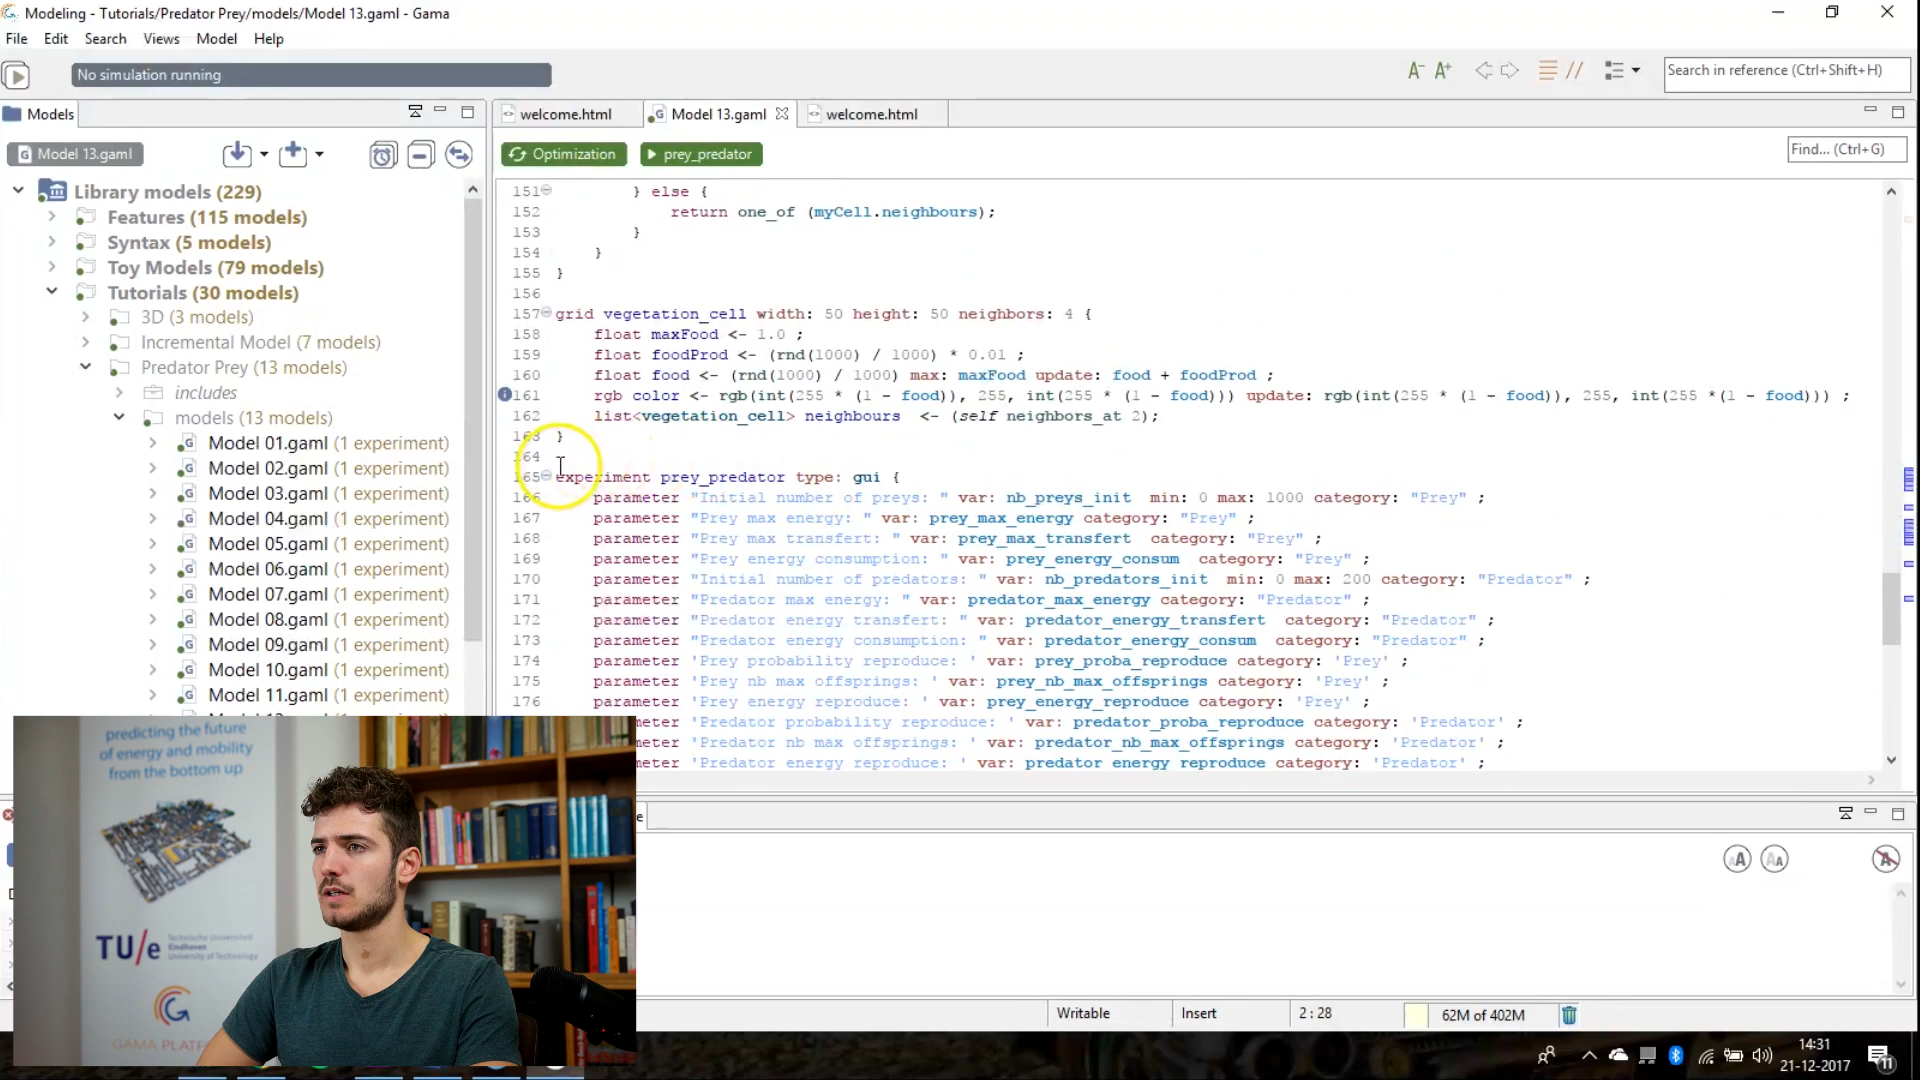 Modeling - Tutorials/Predator Prey/models/Model 13.gaml - Gama
File Edit Search Views Model Help
No simulation running
A- A+
Search in reference (Ctrl+Shift+H)
Models
welcome.html
Model 13.gaml
welcome.html
Model 13.gaml
Optimization
prey_predator
Find... (Ctrl+G)
Library models (229)
Features (115 models)
Syntax (5 models)
Toy Models (79 models)
Tutorials (30 models)
3D (3 models)
Incremental Model (7 models)
Predator Prey (13 models)
includes
models (13 models)
Model 01.gaml (1 experiment)
Model 02.gaml (1 experiment)
Model 03.gaml (1 experiment)
Model 04.gaml (1 experiment)
Model 05.gaml (1 experiment)
Model 06.gaml (1 experiment)
Model 07.gaml (1 experiment)
Model 08.gaml (1 experiment)
Model 09.gaml (1 experiment)
Model 10.gaml (1 experiment)
Model 11.gaml (1 experiment)
151 } else {
152 return one_of (myCell.neighbours);
153 }
154 }
155 }
156
157 grid vegetation_cell width: 50 height: 50 neighbors: 4 {
158 float maxFood <- 1.0 ;
159 float foodProd <- (rnd(1000) / 1000) * 0.01 ;
160 float food <- (rnd(1000) / 1000) max: maxFood update: food + foodProd ;
161 rgb color <- rgb(int(255 * (1 - food)), 255, int(255 * (1 - food))) update: rgb(int(255 * (1 - food)), 255, int(255 *(1 - food))) ;
162 list<vegetation_cell> neighbours <- (self neighbors_at 2);
163 }
164
165 experiment prey_predator type: gui {
166 parameter "Initial number of preys: " var: nb_preys_init min: 0 max: 1000 category: "Prey" ;
167 parameter "Prey max energy: " var: prey_max_energy category: "Prey" ;
168 parameter "Prey max transfert: " var: prey_max_transfert category: "Prey" ;
169 parameter "Prey energy consumption: " var: prey_energy_consum category: "Prey" ;
170 parameter "Initial number of predators: " var: nb_predators_init min: 0 max: 200 category: "Predator" ;
171 parameter "Predator max energy: " var: predator_max_energy category: "Predator" ;
172 parameter "Predator energy transfert: " var: predator_energy_transfert category: "Predator" ;
173 parameter "Predator energy consumption: " var: predator_energy_consum category: "Predator" ;
174 parameter 'Prey probability reproduce: ' var: prey_proba_reproduce category: 'Prey' ;
175 parameter 'Prey nb max offsprings: ' var: prey_nb_max_offsprings category: 'Prey' ;
176 parameter 'Prey energy reproduce: ' var: prey_energy_reproduce category: 'Prey' ;
meter 'Predator probability reproduce: ' var: predator_proba_reproduce category: 'Predator' ;
meter 'Predator nb max offsprings: ' var: predator_nb_max_offsprings category: 'Predator' ;
meter 'Predator energy reproduce: ' var: predator_energy_reproduce category: 'Predator' ;
predicting the future
of energy and mobility
from the bottom up
TU/e Technische Universiteit
Eindhoven
University of Technology
GAMA PLATF
Writable
Insert
2 : 28
62M of 402M
14:31
21-12-2017
11